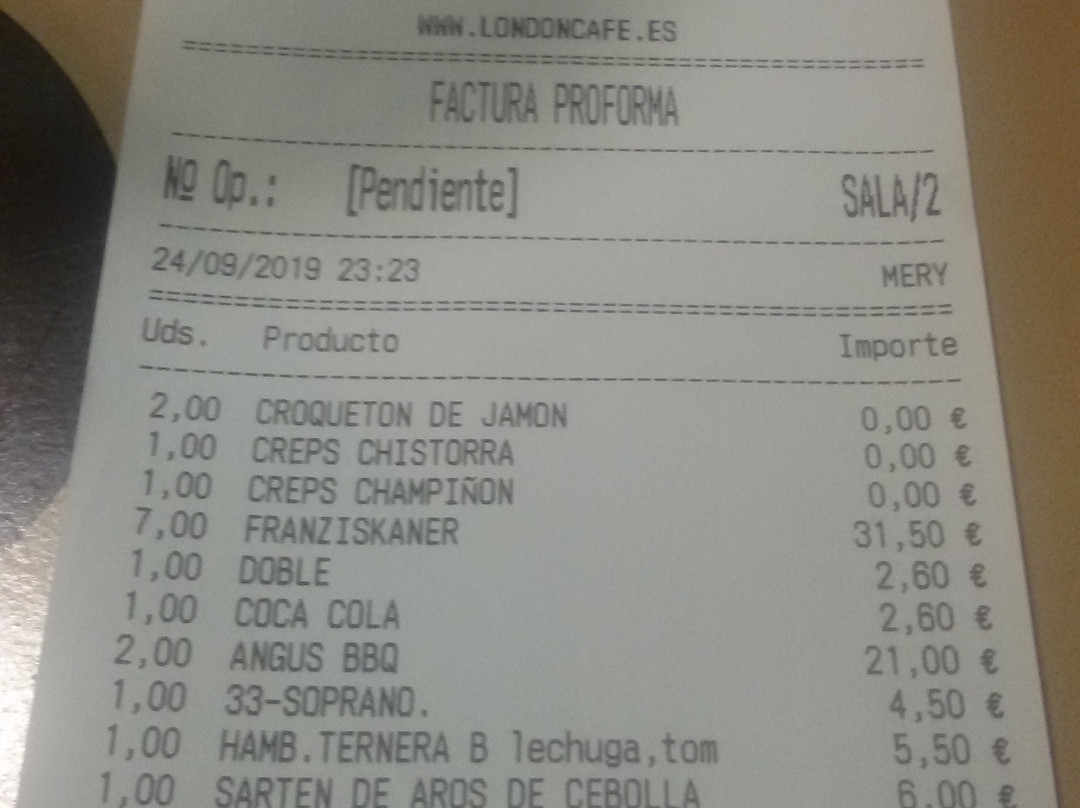 WWW.LONDONCAFE.ES
FACTURA PROFORMA
Nº Op.: [Pendiente] SALA/2
24/09/2019 23:23 MERY
Uds. Producto Importe
2,00 CROQUETON DE JAMON 0,00 €
1,00 CREPS CHISTORRA 0,00 €
1,00 CREPS CHAMPIÑON 0,00 €
7,00 FRANZISKANER 31,50 €
1,00 DOBLE 2,60 €
1,00 COCA COLA 2,60 €
2,00 ANGUS BBQ 21,00 €
1,00 33-SOPRANO. 4,50 €
1,00 HAMB.TERNERA B lechuga,tom 5,50 €
1,00 SARTEN DE AROS DE CEBOLLA 6,00 €